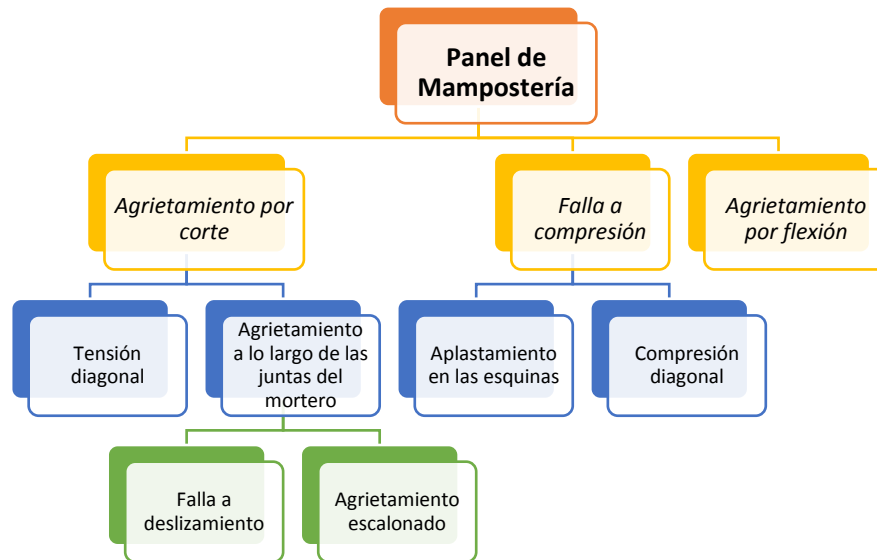 Panel de
Mampostería
Agrietamiento por
corte
Falla a
compresión
Agrietamiento
por flexión
Tensión
diagonal
Agrietamiento
a lo largo de las
juntas del
mortero
Aplastamiento
en las esquinas
Compresión
diagonal
Falla a
deslizamiento
Agrietamiento
escalonado